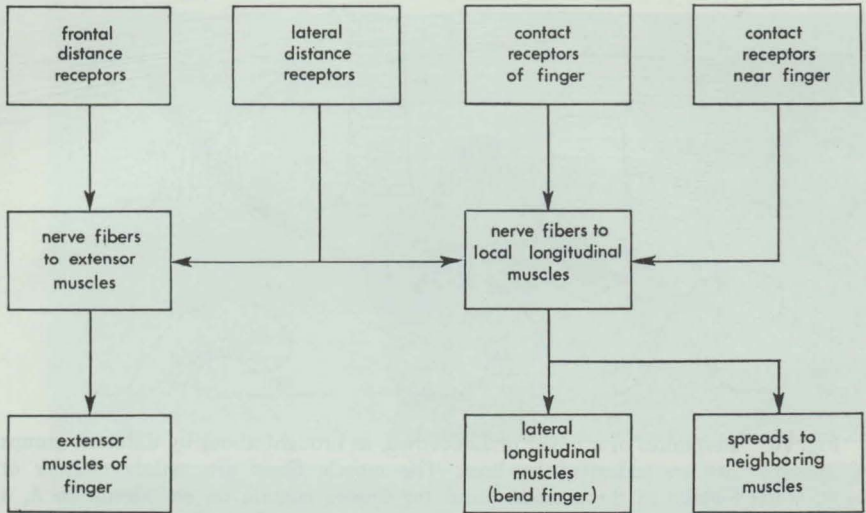 frontal
distance
receptors
lateral
distance
receptors
contact
receptors
of finger
contact
receptors
near finger
nerve fibers
to extensor
muscles
nerve fibers to
local longitudinal
muscles
extensor
muscles of
finger
lateral
longitudinal
muscles
(bend finger)
spreads to
neighboring
muscles